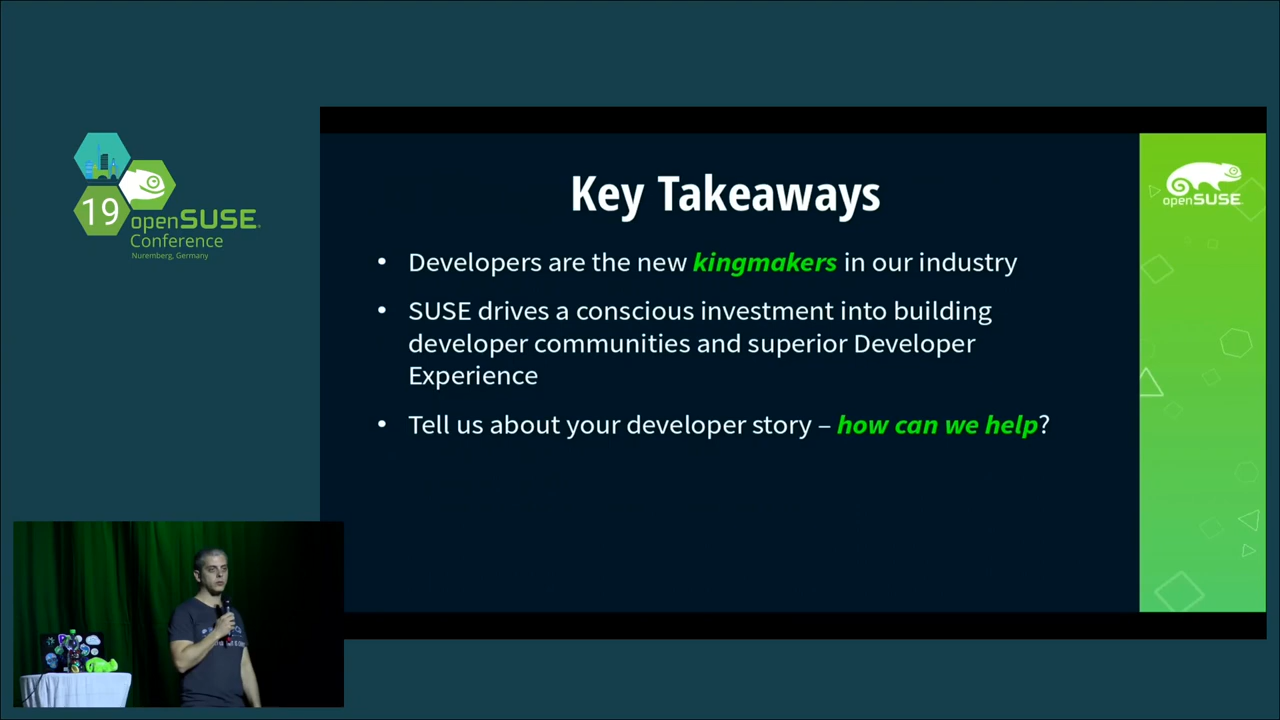 19
openSUSE
Conference
Nuremberg, Germany
Key Takeaways
openSUSE
• Developers are the new kingmakers in our industry
• SUSE drives a conscious investment into building
developer communities and superior Developer
Experience
• Tell us about your developer story – how can we help?